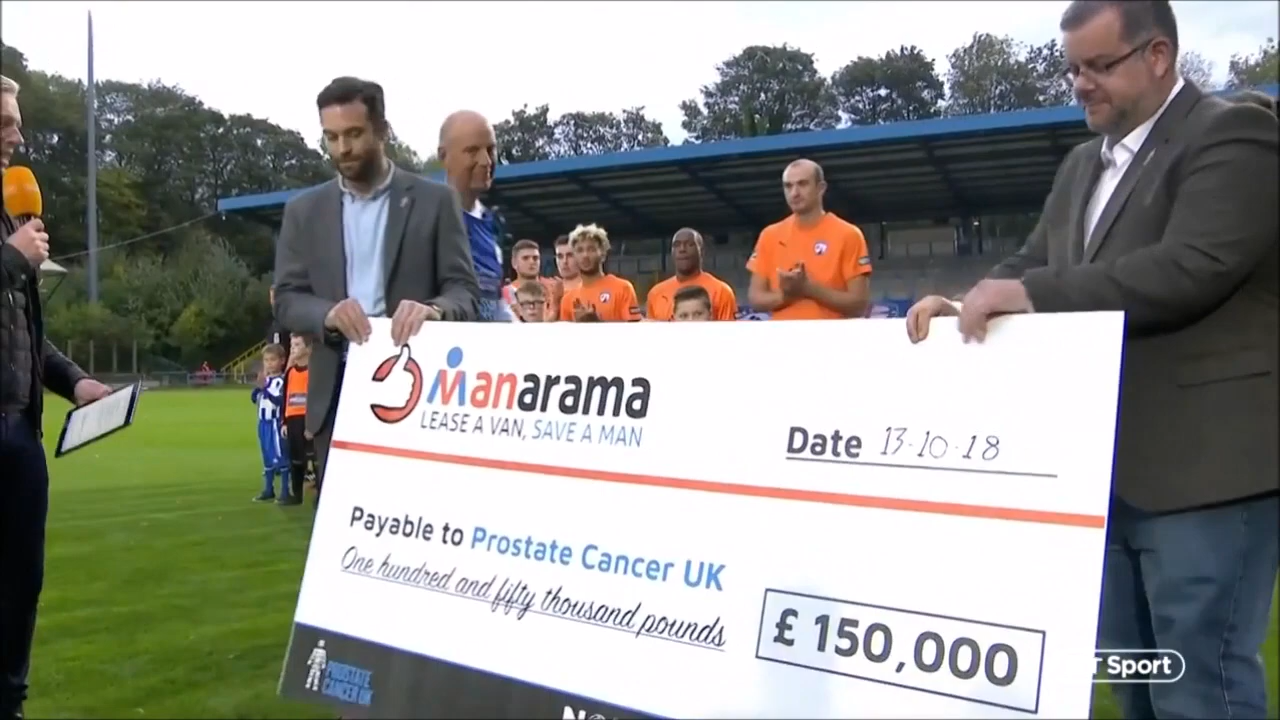 Manarama
LEASE A VAN, SAVE A MAN
Date 13-10-18
Payable to Prostate Cancer UK
One hundred and fifty thousand pounds
£ 150,000
PROSTATE
CANCER UK
T Sport